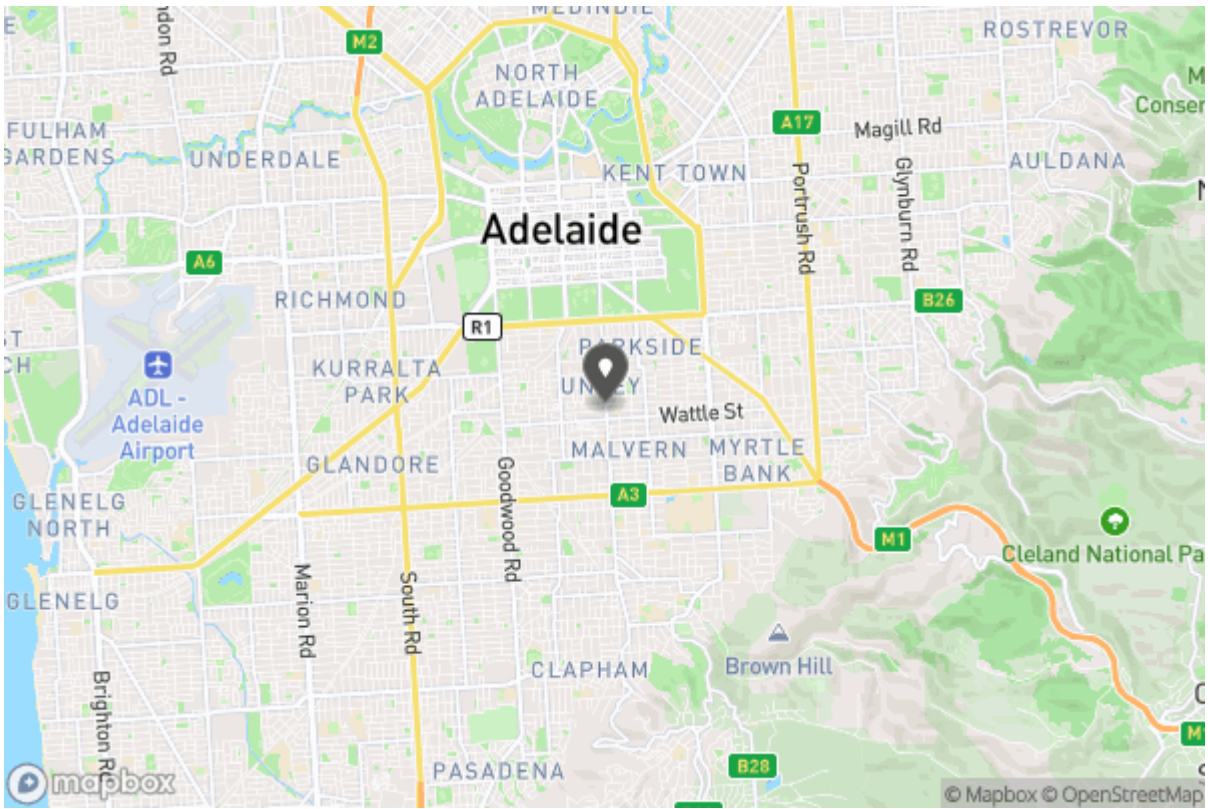 MEDINDIE
ROSTREVOR
M2
NORTH
ADELAIDE
A17
Magill Rd
FULHAM
GARDENS
UNDERDALE
KENT TOWN
AULDANA
Glynburn Rd
Portrush Rd
Adelaide
A6
RICHMOND
B26
R1
PARKSIDE
KURRALTA
PARK
ADL -
Adelaide
Airport
Wattle St
MALVERN
MYRTLE
BANK
GLANDORE
Goodwood Rd
A3
GLENELG
NORTH
M1
Cleland National Pa
GLENELG
Marion Rd
South Rd
CLAPHAM
Brown Hill
Brighton Rd
PASADENA
B28
mapbox
© Mapbox © OpenStreetMap